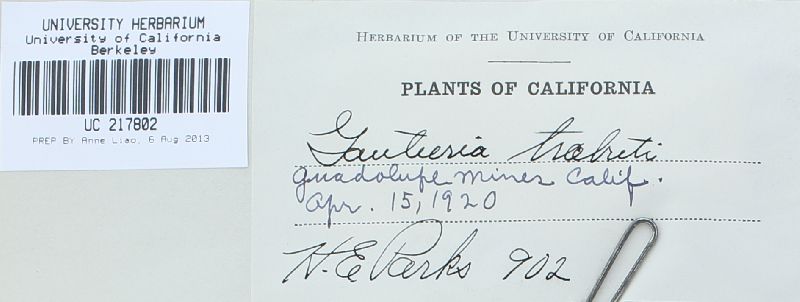 UNIVERSITY HERBARIUM
University of California
Berkeley
UC 217802
PREP BY Anne Liao, 6 Aug 2013
HERBARIUM OF THE UNIVERSITY OF CALIFORNIA
PLANTS OF CALIFORNIA
Gautieria trabuti
Guadalupe Mines Calif.
Apr. 15, 1920
H. E. Parks 902